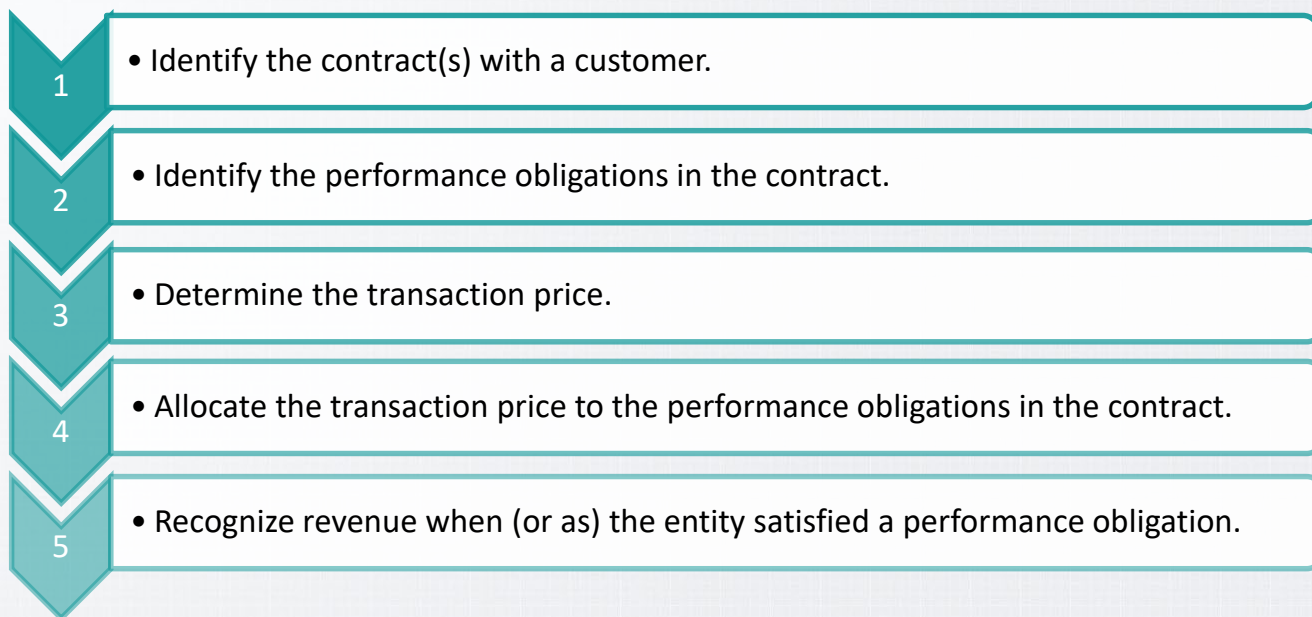 1
• Identify the contract(s) with a customer.
2
• Identify the performance obligations in the contract.
3
• Determine the transaction price.
4
• Allocate the transaction price to the performance obligations in the contract.
5
• Recognize revenue when (or as) the entity satisfied a performance obligation.